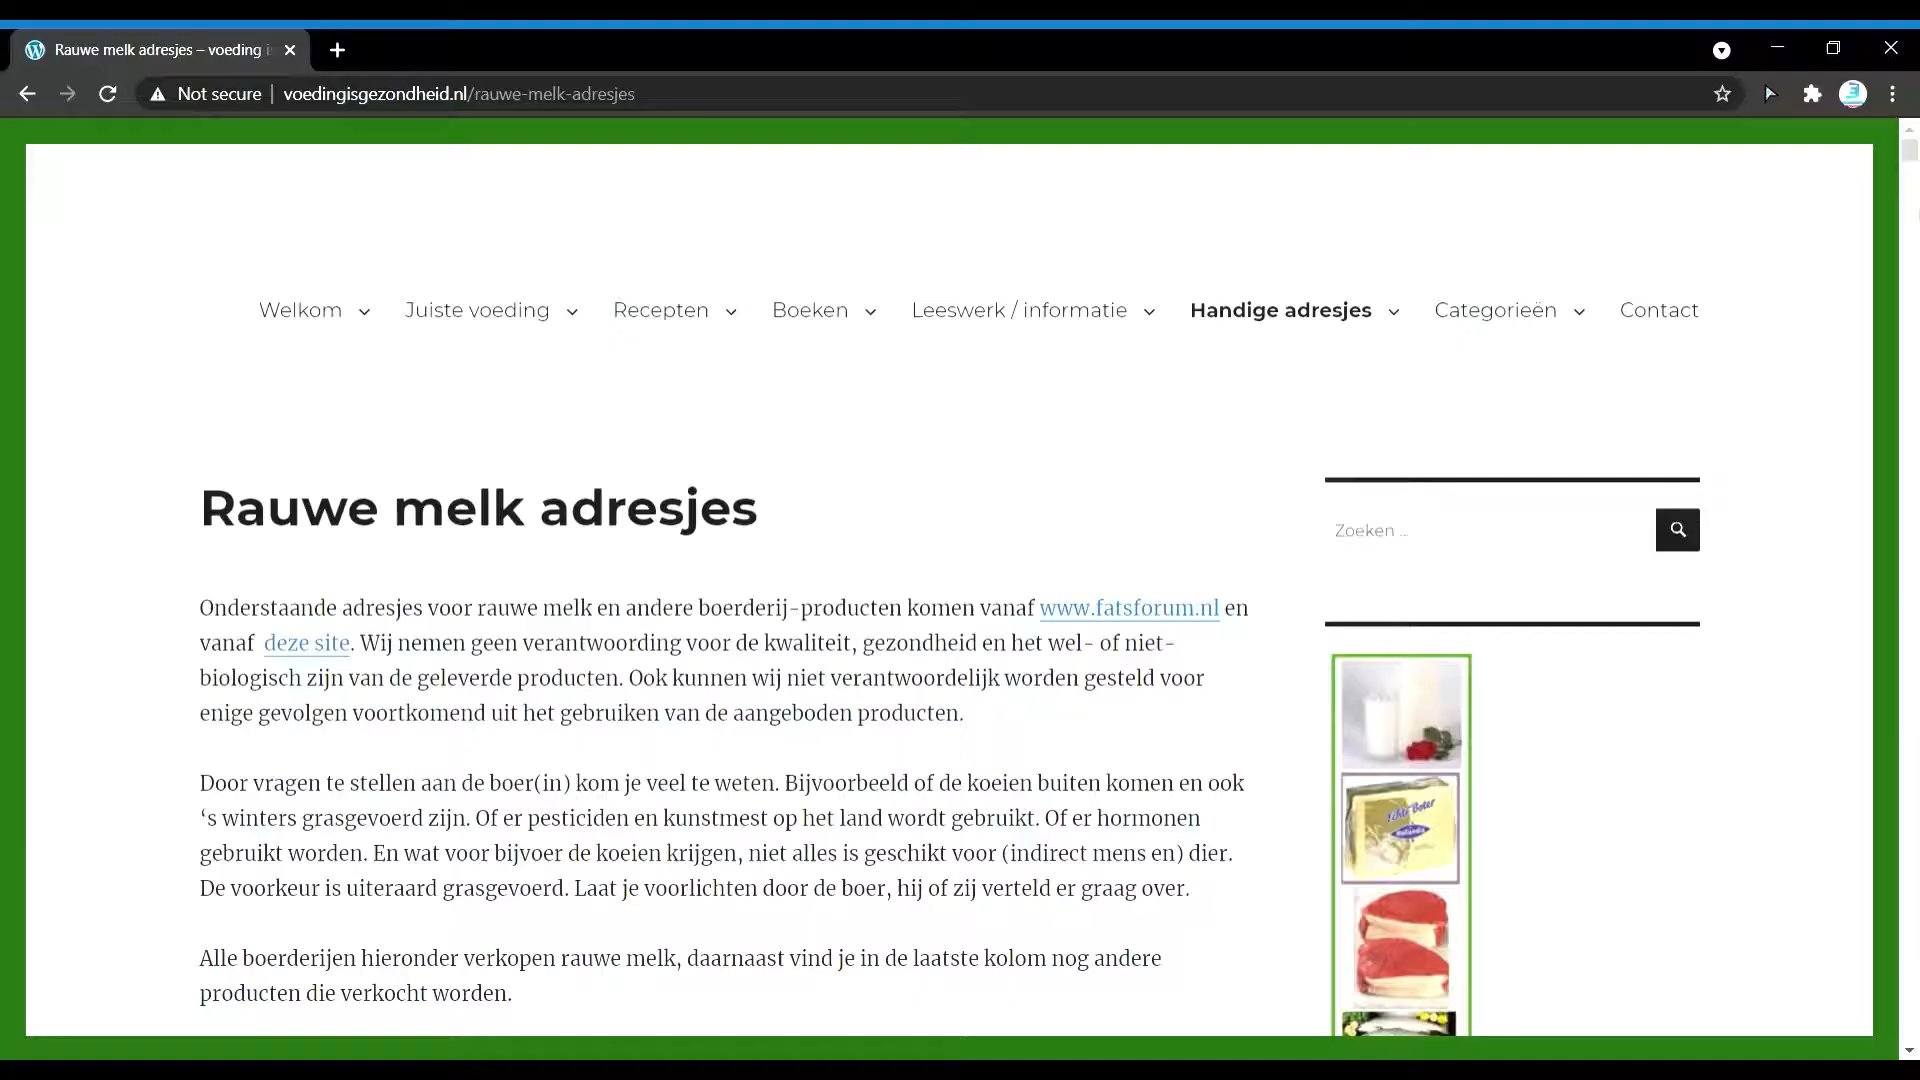 Rauwe melk adresjes – voeding i
Not secure | voedingisgezondheid.nl/rauwe-melk-adresjes
Welkom Juiste voeding Recepten Boeken Leeswerk / informatie Handige adresjes Categorieën Contact
Rauwe melk adresjes
Zoeken ...
Onderstaande adresjes voor rauwe melk en andere boerderij-producten komen vanaf www.fatsforum.nl en
vanaf deze site. Wij nemen geen verantwoording voor de kwaliteit, gezondheid en het wel- of niet-
biologisch zijn van de geleverde producten. Ook kunnen wij niet verantwoordelijk worden gesteld voor
enige gevolgen voortkomend uit het gebruiken van de aangeboden producten.
Door vragen te stellen aan de boer(in) kom je veel te weten. Bijvoorbeeld of de koeien buiten komen en ook
‘s winters grasgevoerd zijn. Of er pesticiden en kunstmest op het land wordt gebruikt. Of er hormonen
gebruikt worden. En wat voor bijvoer de koeien krijgen, niet alles is geschikt voor (indirect mens en) dier.
De voorkeur is uiteraard grasgevoerd. Laat je voorlichten door de boer, hij of zij verteld er graag over.
Alle boerderijen hieronder verkopen rauwe melk, daarnaast vind je in de laatste kolom nog andere
producten die verkocht worden.
Echte Boter